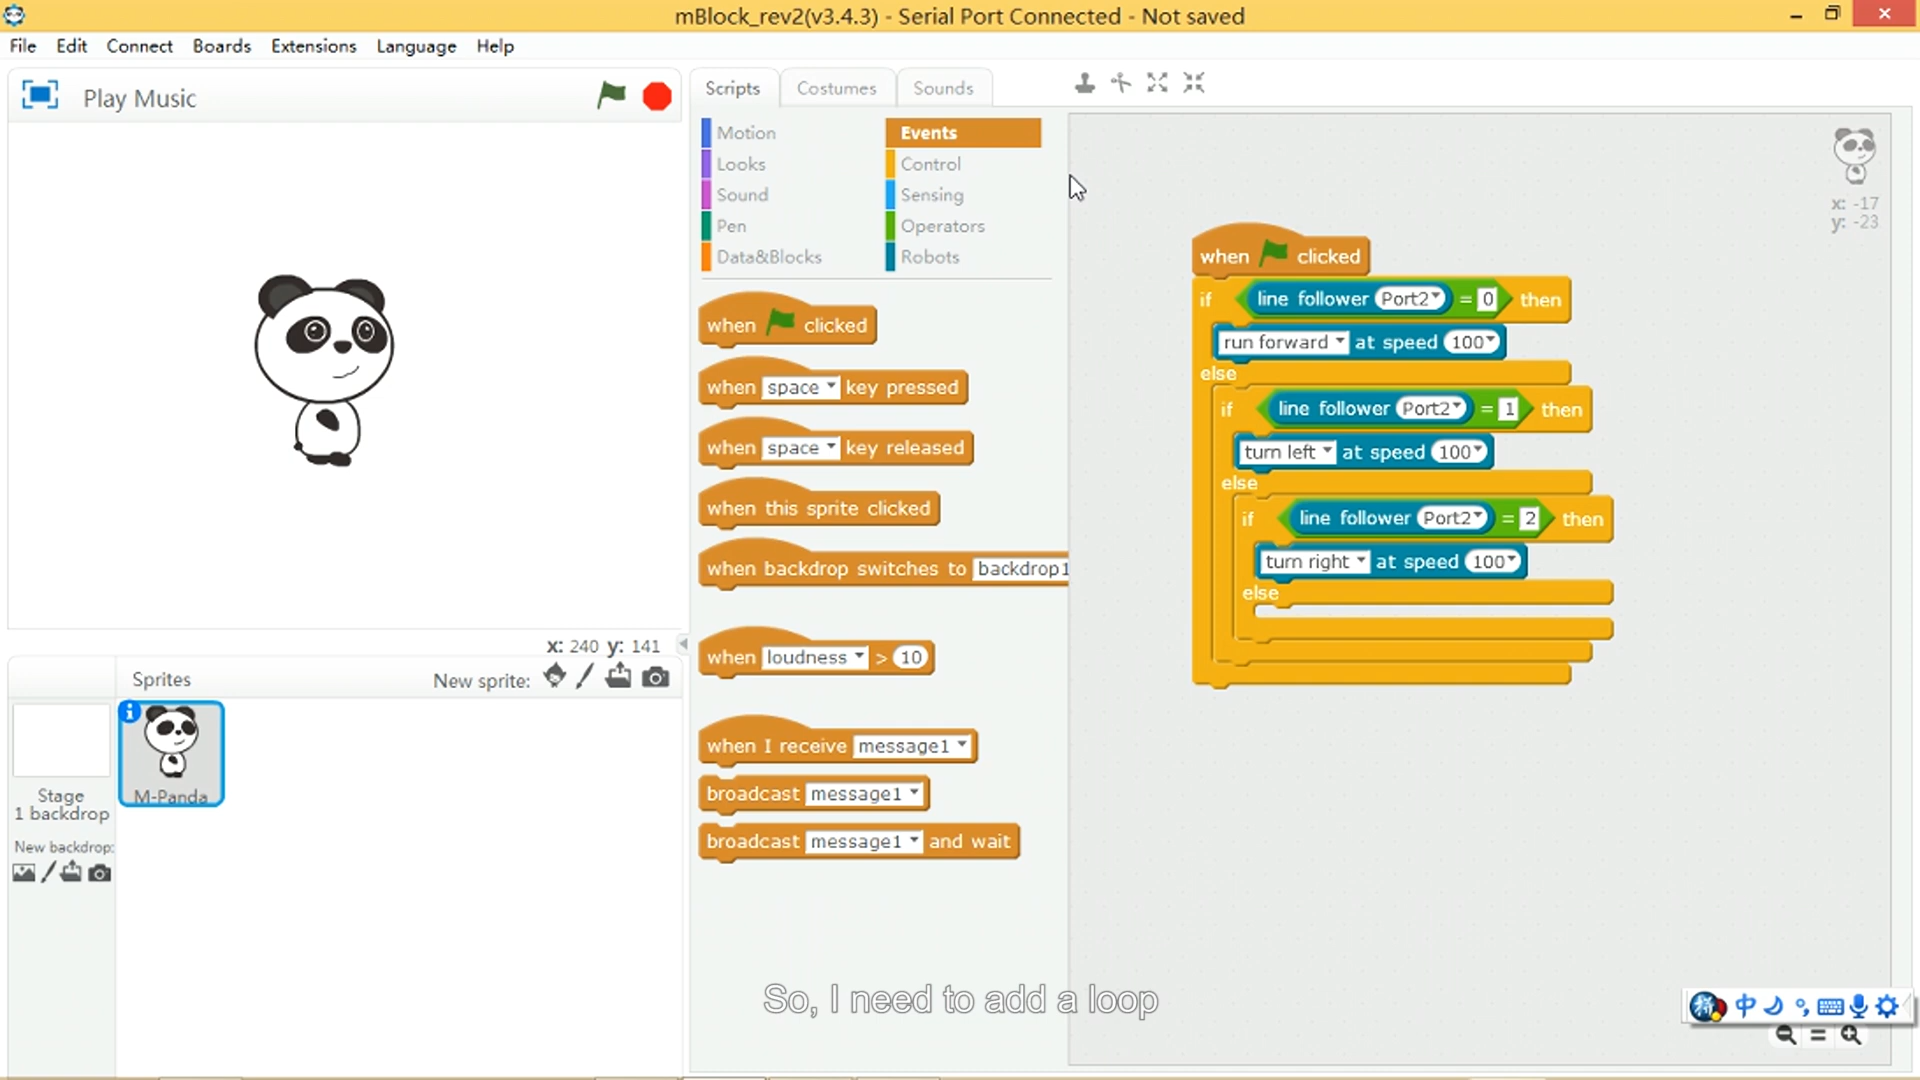 mBlock_rev2(v3.4.3) - Serial Port Connected - Not saved
File Edit Connect Boards Extensions Language Help
Play Music
Scripts Costumes Sounds
Motion Events
Looks Control
Sound Sensing
Pen Operators
Data&Blocks Robots
when clicked
when space key pressed
when space key released
when this sprite clicked
when backdrop switches to backdrop1
when loudness > 10
when I receive message1
broadcast message1
broadcast message1 and wait
x: -17
y: -23
when clicked
if line follower Port2 = 0 then
run forward at speed 100
else
if line follower Port2 = 1 then
turn left at speed 100
else
if line follower Port2 = 2 then
turn right at speed 100
else
x: 240 y: 141
Sprites New sprite:
M-Panda
Stage
1 backdrop
New backdrop:
So, I need to add a loop
中